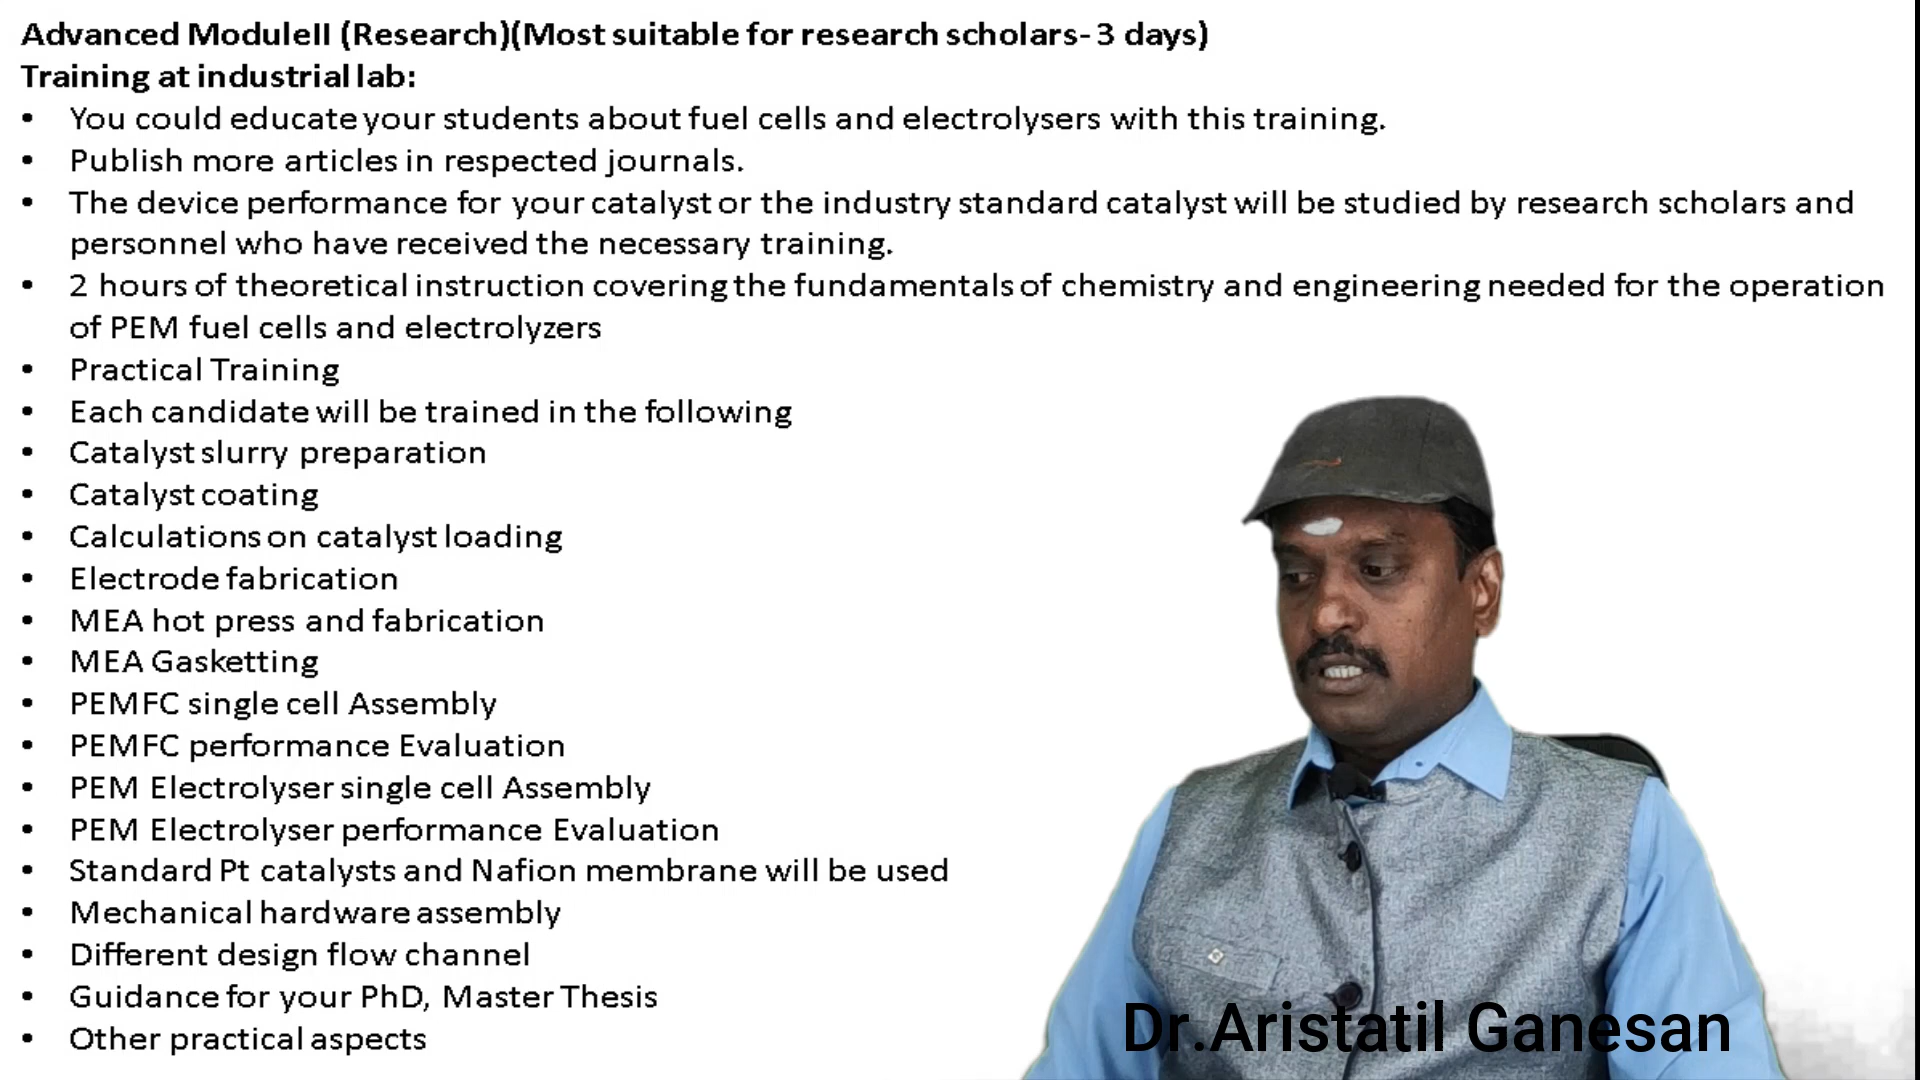 Advanced ModuleII (Research)(Most suitable for research scholars- 3 days)
Training at industrial lab:
• You could educate your students about fuel cells and electrolysers with this training.
• Publish more articles in respected journals.
• The device performance for your catalyst or the industry standard catalyst will be studied by research scholars and
personnel who have received the necessary training.
• 2 hours of theoretical instruction covering the fundamentals of chemistry and engineering needed for the operation
of PEM fuel cells and electrolyzers
• Practical Training
• Each candidate will be trained in the following
• Catalyst slurry preparation
• Catalyst coating
• Calculations on catalyst loading
• Electrode fabrication
• MEA hot press and fabrication
• MEA Gasketting
• PEMFC single cell Assembly
• PEMFC performance Evaluation
• PEM Electrolyser single cell Assembly
• PEM Electrolyser performance Evaluation
• Standard Pt catalysts and Nafion membrane will be used
• Mechanical hardware assembly
• Different design flow channel
• Guidance for your PhD, Master Thesis
• Other practical aspects
Dr.Aristatil Ganesan